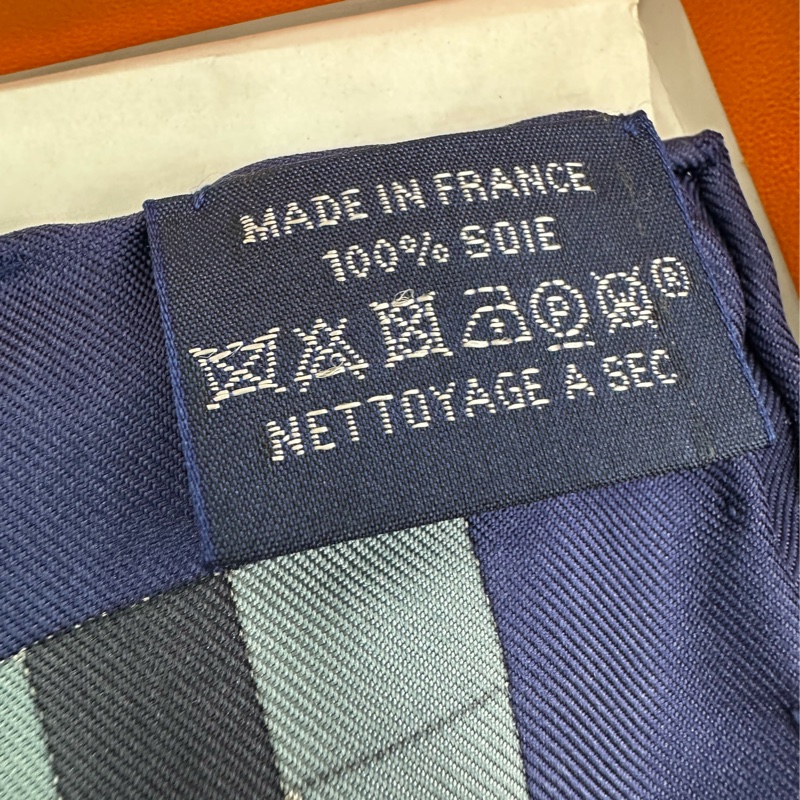 MADE IN FRANCE
100% SOIE
P ®
NETTOYAGE A SEC